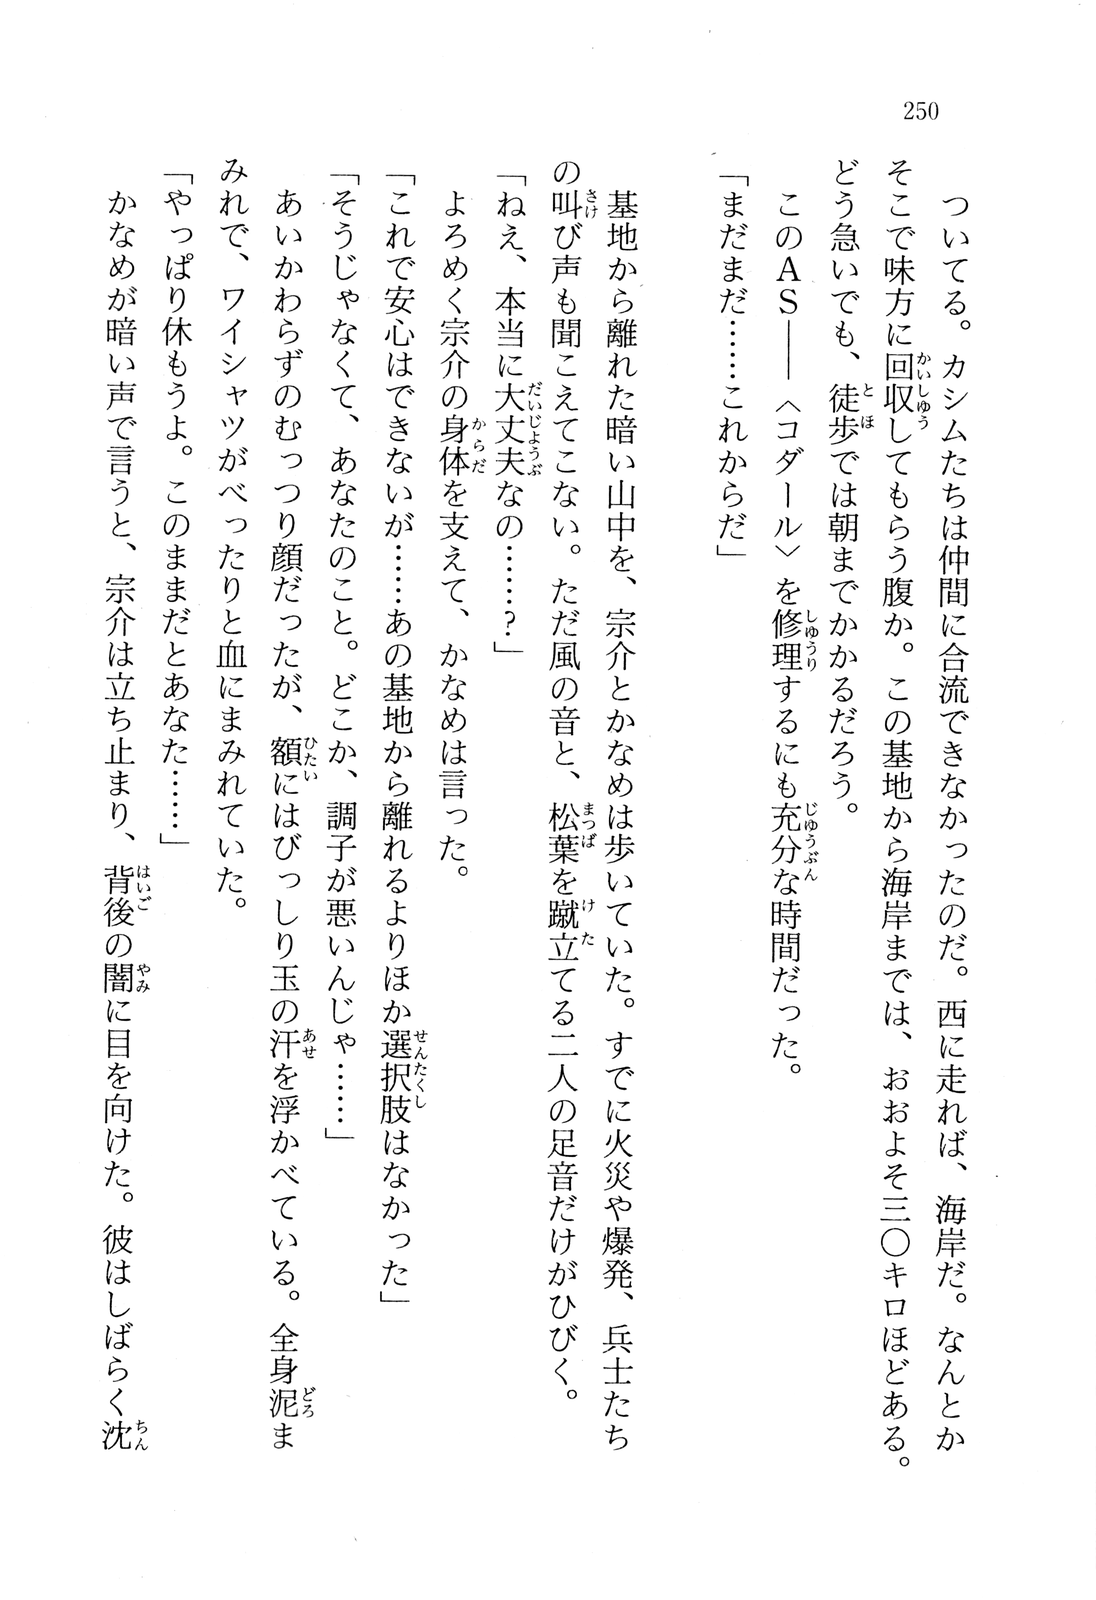 250
ついてる。カシムたちは仲間に合流できなかったのだ。西に走れば、海岸だ。なんとか
そこで味方に回収してもらう腹か。この基地から海岸までは、おおよそ三〇キロほどある。
どう急いでも、徒歩では朝までかかるだろう。
このＡＳ――〈コダール〉を修理するにも充分な時間だった。
「まだまだ……これからだ」
基地から離れた暗い山中を、宗介とかなめは歩いていた。すでに火災や爆発、兵士たち
の叫び声も聞こえてこない。ただ風の音と、松葉を蹴立てる二人の足音だけがひびく。
「ねえ、本当に大丈夫なの……？」
よろめく宗介の身体を支えて、かなめは言った。
「これで安心はできないが……あの基地から離れるよりほか選択肢はなかった」
「そうじゃなくて、あなたのこと。どこか、調子が悪いんじゃ……」
あいかわらずのむっつり顔だったが、額にはびっしり玉の汗を浮かべている。全身泥ま
みれで、ワイシャツがべったりと血にまみれていた。
「やっぱり休もうよ。このままだとあなた……」
かなめが暗い声で言うと、宗介は立ち止まり、背後の闇に目を向けた。彼はしばらく沈